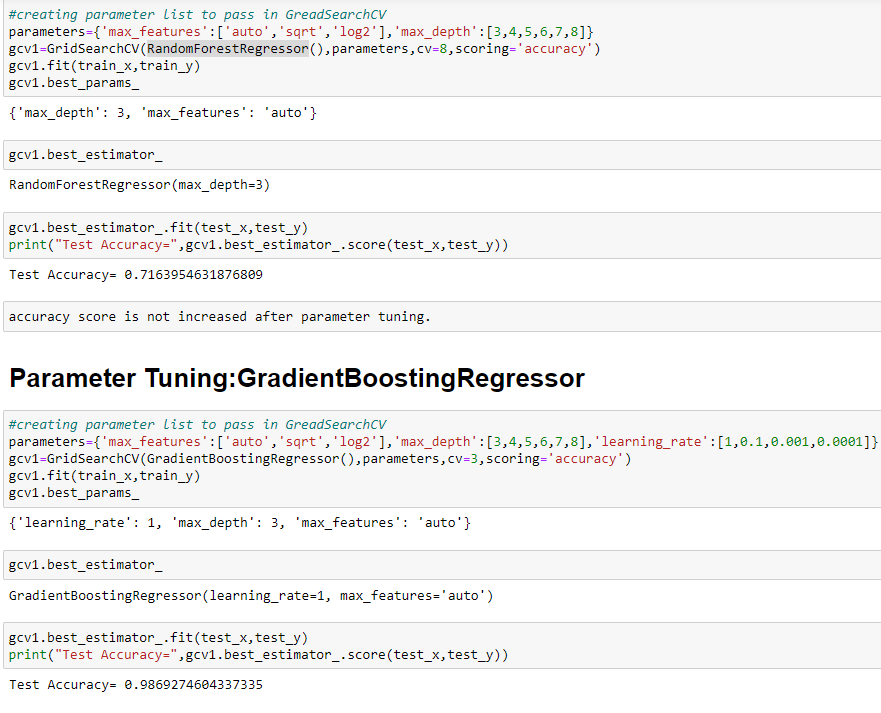 #creating parameter list to pass in GreadSearchCV
parameters={'max_features':['auto','sqrt','log2'],'max_depth':[3,4,5,6,7,8]}
gcv1=GridSearchCV(RandomForestRegressor(),parameters,cv=8,scoring='accuracy')
gcv1.fit(train_x,train_y)
gcv1.best_params_
{'max_depth': 3, 'max_features': 'auto'}
gcv1.best_estimator_
RandomForestRegressor(max_depth=3)
gcv1.best_estimator_.fit(test_x,test_y)
print("Test Accuracy=",gcv1.best_estimator_.score(test_x,test_y))
Test Accuracy= 0.7163954631876809
accuracy score is not increased after parameter tuning.
Parameter Tuning:GradientBoostingRegressor
#creating parameter list to pass in GreadSearchCV
parameters={'max_features':['auto','sqrt','log2'],'max_depth':[3,4,5,6,7,8],'learning_rate':[1,0.1,0.001,0.0001]}
gcv1=GridSearchCV(GradientBoostingRegressor(),parameters,cv=3,scoring='accuracy')
gcv1.fit(train_x,train_y)
gcv1.best_params_
{'learning_rate': 1, 'max_depth': 3, 'max_features': 'auto'}
gcv1.best_estimator_
GradientBoostingRegressor(learning_rate=1, max_features='auto')
gcv1.best_estimator_.fit(test_x,test_y)
print("Test Accuracy=",gcv1.best_estimator_.score(test_x,test_y))
Test Accuracy= 0.9869274604337335